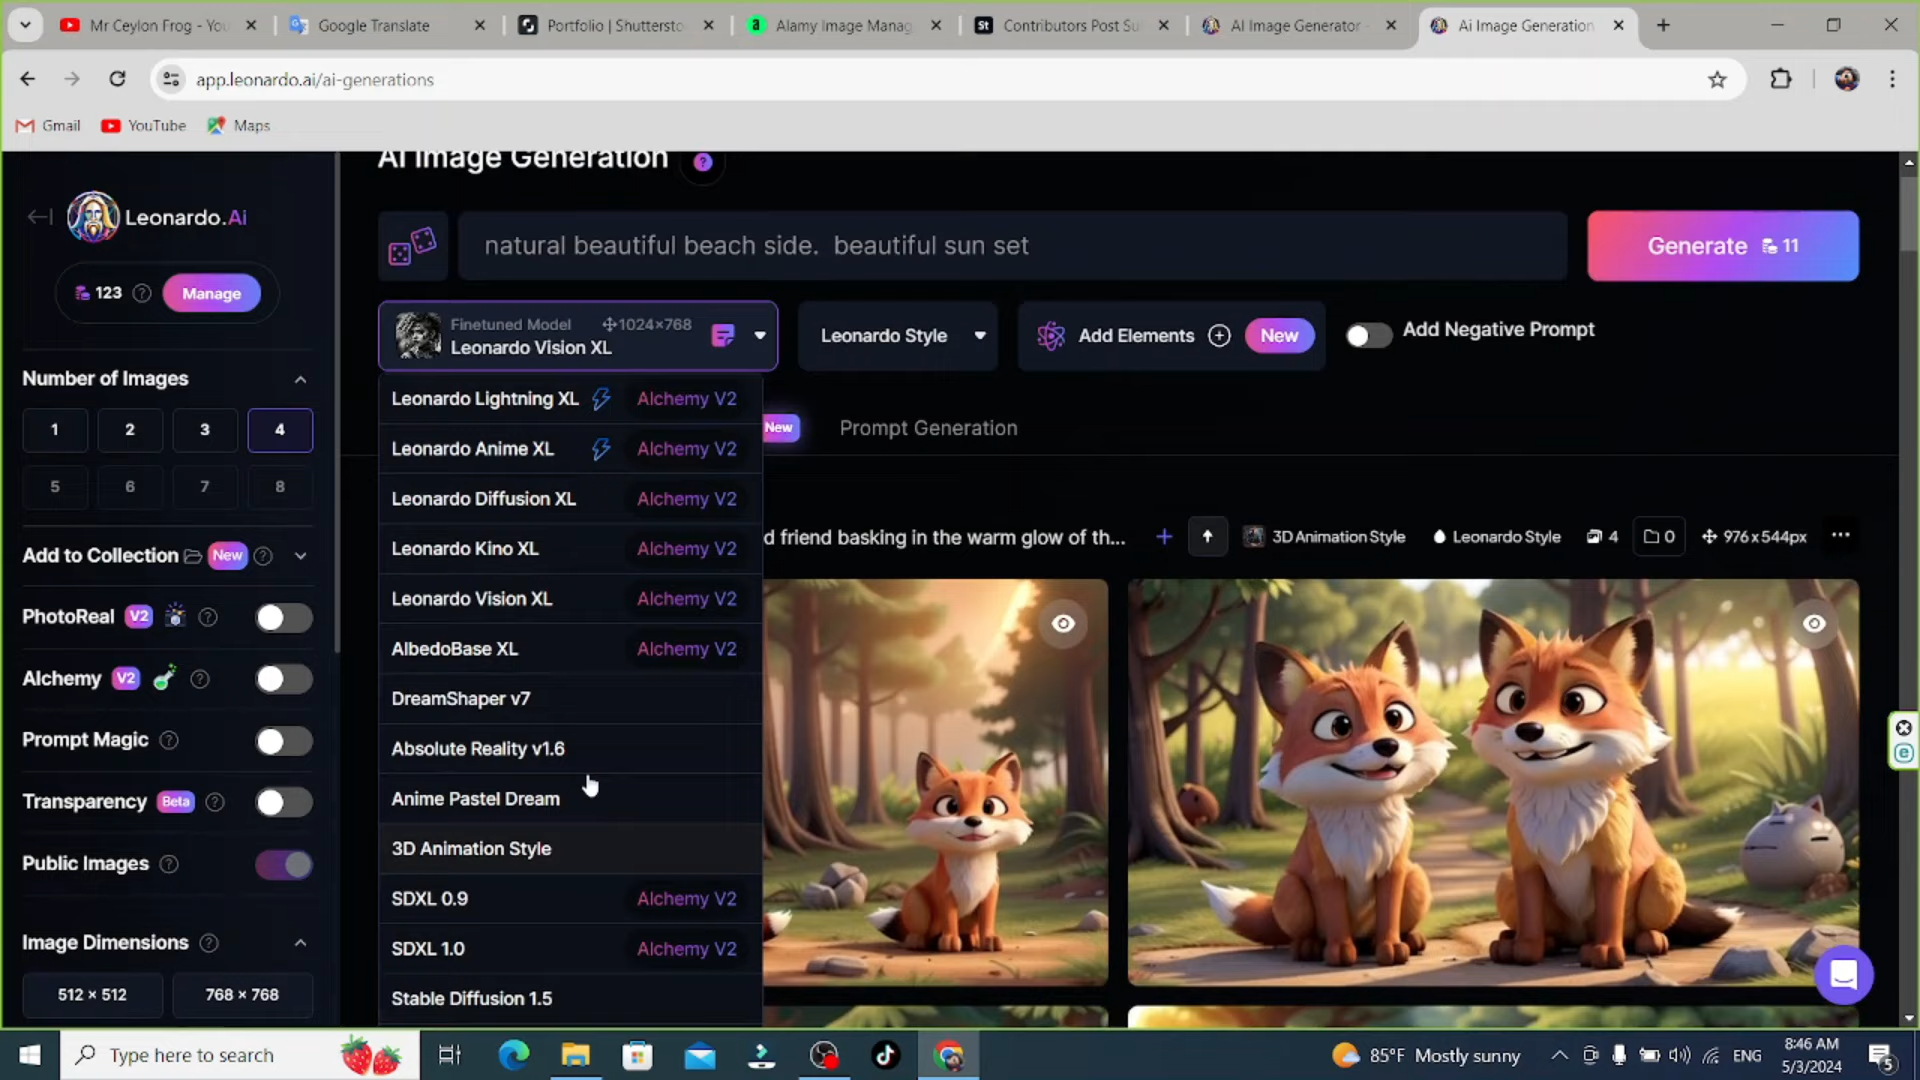 Mr Ceylon Frog - You
Google Translate
Portfolio | Shuttersto
Alamy Image Manag
Contributors Post Su
AI Image Generator -
Ai Image Generation
app.leonardo.ai/ai-generations
Gmail
YouTube
Maps
AI Image Generation
Leonardo.Ai
natural beautiful beach side.  beautiful sun set
Generate 11
123
Manage
Finetuned Model
1024×768
Leonardo Vision XL
Leonardo Style
Add Elements
New
Add Negative Prompt
Number of Images
1 2 3 4
5 6 7 8
Leonardo Lightning XL Alchemy V2
Leonardo Anime XL Alchemy V2
Leonardo Diffusion XL Alchemy V2
Leonardo Kino XL Alchemy V2
Leonardo Vision XL Alchemy V2
AlbedoBase XL Alchemy V2
DreamShaper v7
Absolute Reality v1.6
Anime Pastel Dream
3D Animation Style
SDXL 0.9 Alchemy V2
SDXL 1.0 Alchemy V2
Stable Diffusion 1.5
New
Prompt Generation
d friend basking in the warm glow of th...
3D Animation Style
Leonardo Style
4
0
976 x 544px
Add to Collection New
PhotoReal V2
Alchemy V2
Prompt Magic
Transparency Beta
Public Images
Image Dimensions
512 × 512
768 × 768
Type here to search
85°F Mostly sunny
ENG
8:46 AM
5/3/2024
5